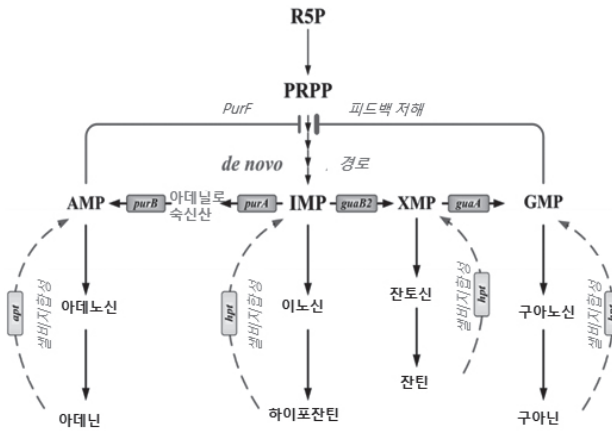 R5P
PRPP
PurF
피드백 저해
de novo
. 경로
AMP
purB
아데닐로
숙신산
purA
IMP
guaB2
XMP
guaA
GMP
apt
샐비지합성
아데노신
hpt
샐비지합성
이노신
잔토신
샐비지합성
hpt
구아노신
샐비지합성
hpt
아데닌
하이포잔틴
잔틴
구아닌